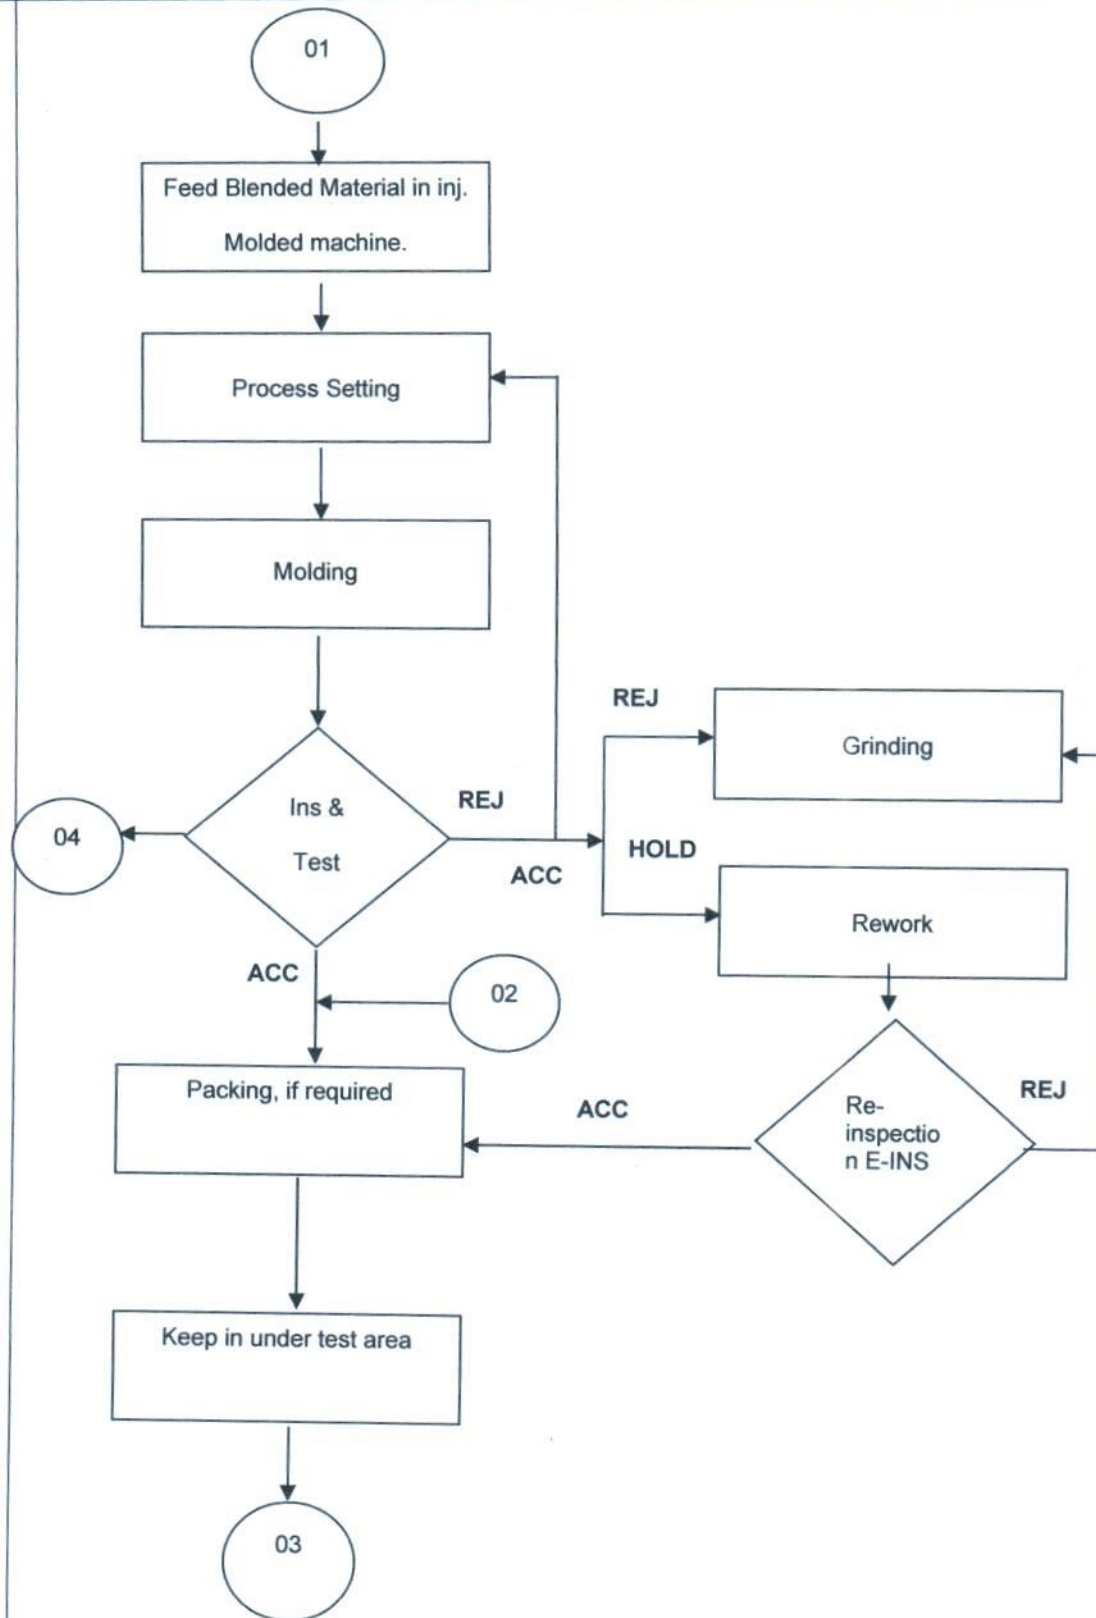 01
Feed Blended Material in inj.
Molded machine.
Process Setting
Molding
REJ
Grinding
Ins &
Test
REJ
04
HOLD
ACC
Rework
ACC
02
Packing, if required
ACC
Re-
inspectio
n E-INS
REJ
Keep in under test area
03